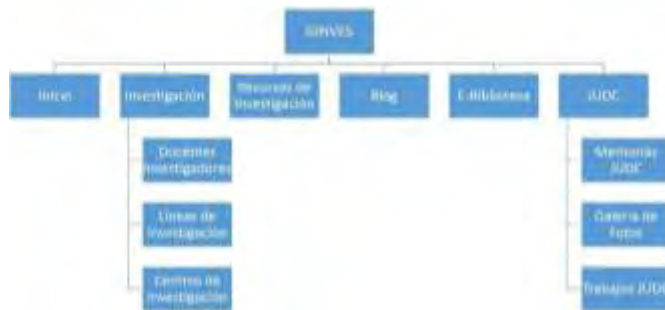 Inicio
Investigación
Recursos de
Investigación
Blog
E-Biblioteca
JUDC
Docentes
Investigadores
Líneas de
Investigación
Centros de
Investigación
Memorias
JUDC
Galería de
Fotos
Trabajos JUDC